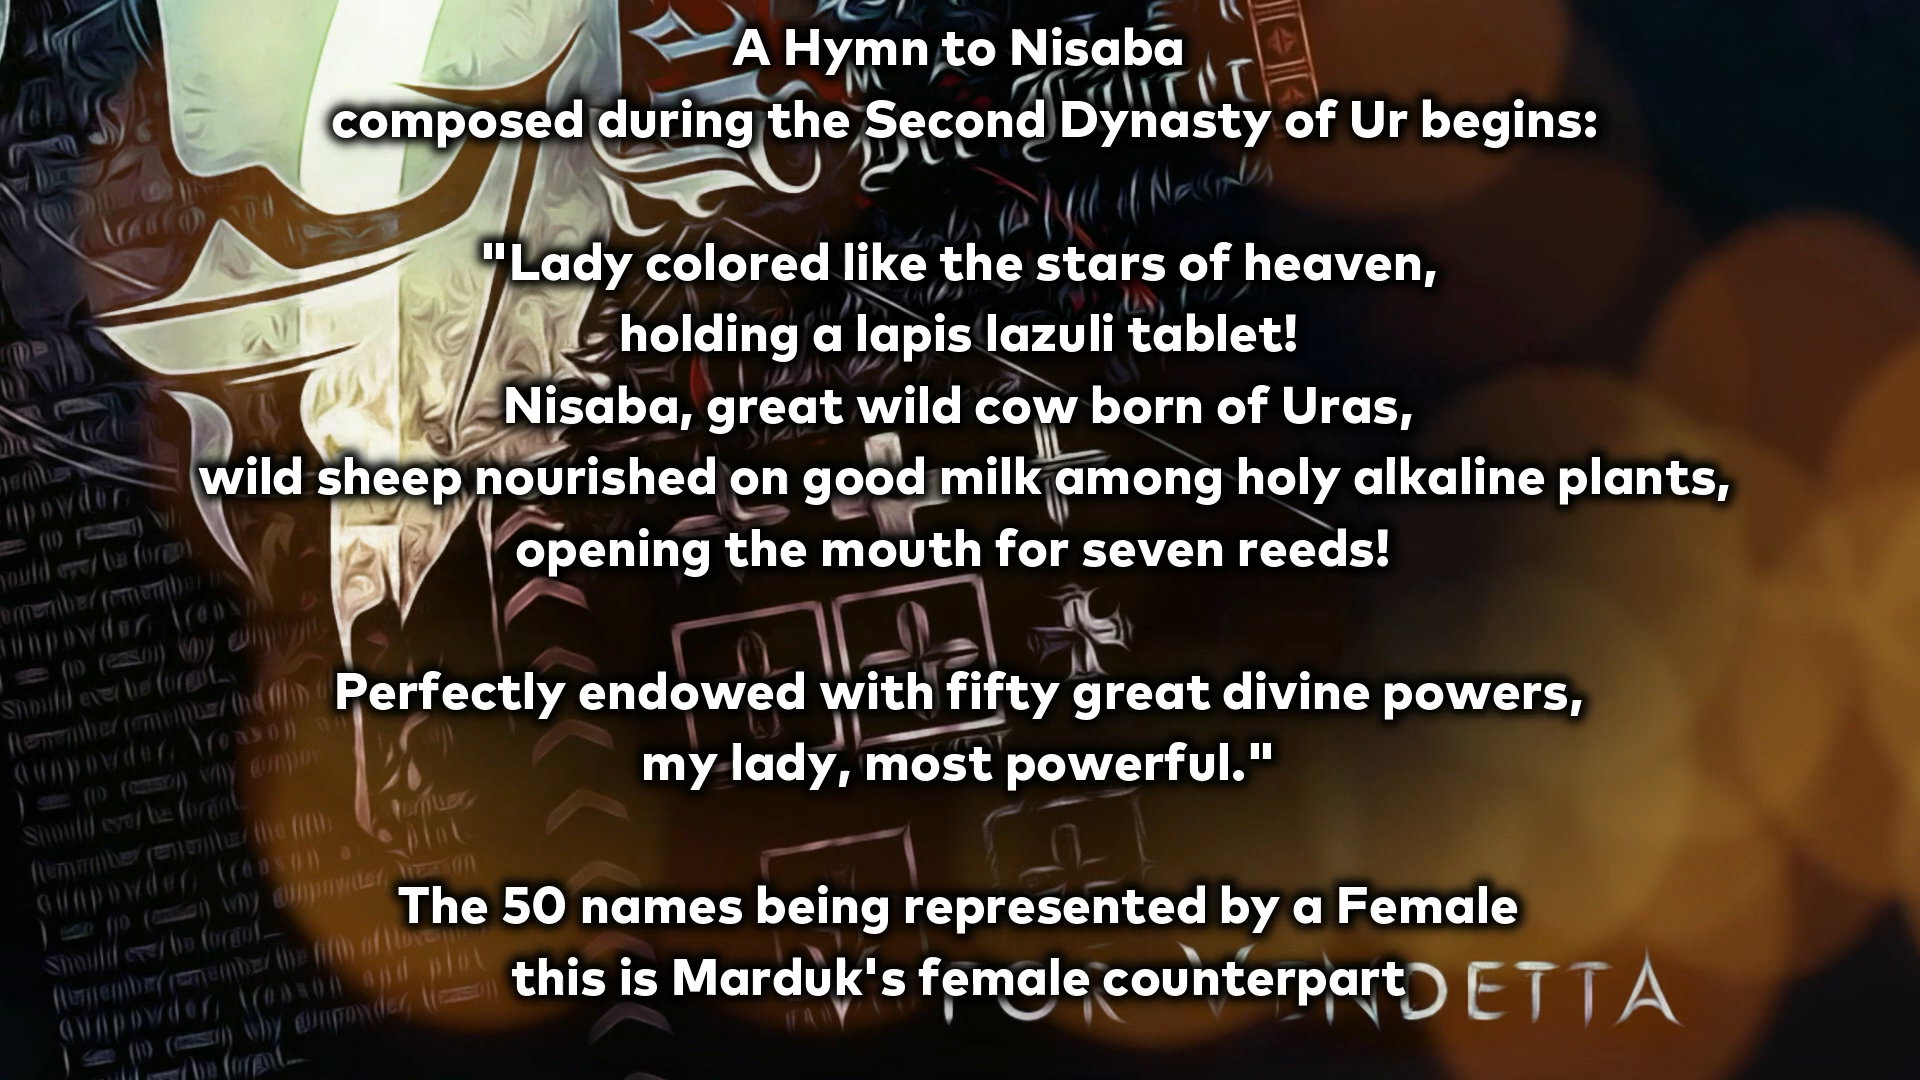 A Hymn to Nisaba
composed during the Second Dynasty of Ur begins:
"Lady colored like the stars of heaven,
holding a lapis lazuli tablet!
Nisaba, great wild cow born of Uras,
wild sheep nourished on good milk among holy alkaline plants,
opening the mouth for seven reeds!
Perfectly endowed with fifty great divine powers,
my lady, most powerful."
The 50 names being represented by a Female
this is Marduk's female counterpart
V FOR VENDETTA